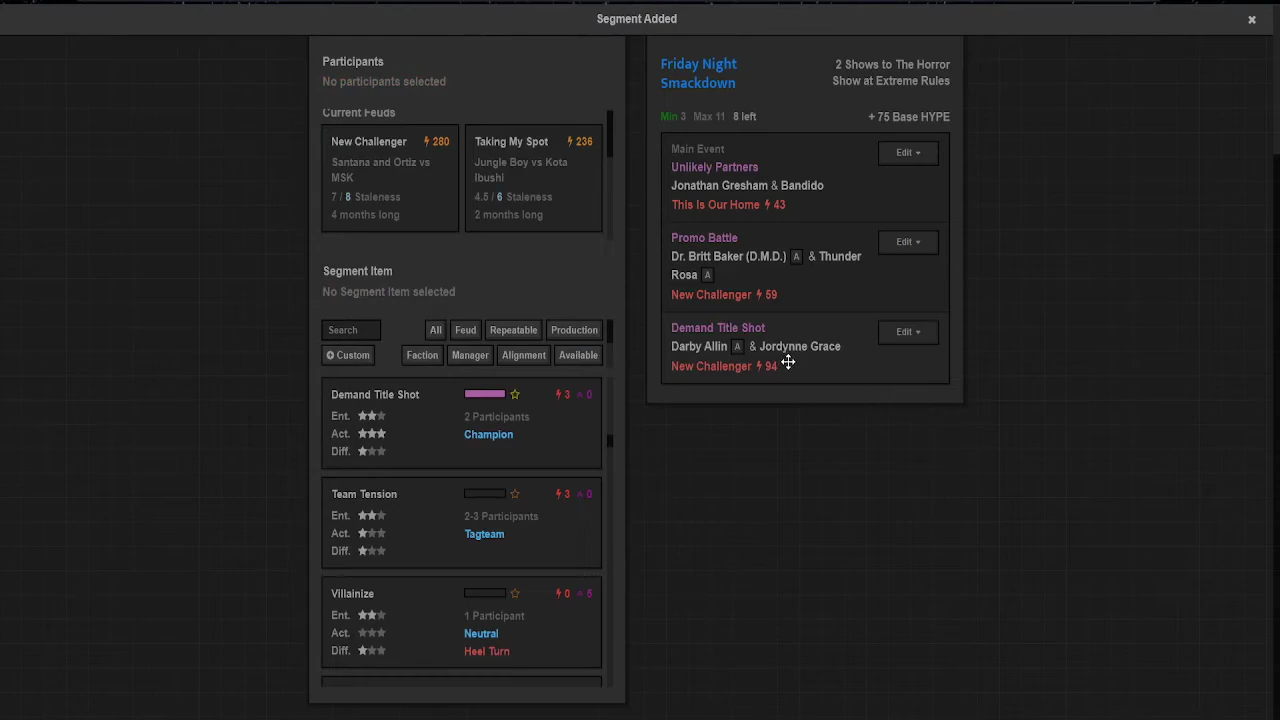 Segment Added
×
Participants
No participants selected
Current Feuds
New Challenger 280
Santana and Ortiz vs
MSK
7 / 8 Staleness
4 months long
Taking My Spot 236
Jungle Boy vs Kota
Ibushi
4.5 / 6 Staleness
2 months long
Segment Item
No Segment Item selected
Search
All Feud Repeatable Production
Custom Faction Manager Alignment Available
Demand Title Shot 3 0
Ent. 2 Participants
Act. Champion
Diff.
Team Tension 3 0
Ent. 2-3 Participants
Act. Tagteam
Diff.
Villainize 0 5
Ent. 1 Participant
Act. Neutral
Diff. Heel Turn
Friday Night
Smackdown
2 Shows to The Horror
Show at Extreme Rules
Min 3 Max 11 8 left + 75 Base HYPE
Main Event
Unlikely Partners
Jonathan Gresham & Bandido
This Is Our Home 43
Edit
Promo Battle
Dr. Britt Baker (D.M.D.) A & Thunder
Rosa A
New Challenger 59
Edit
Demand Title Shot
Darby Allin A & Jordynne Grace
New Challenger 94
Edit